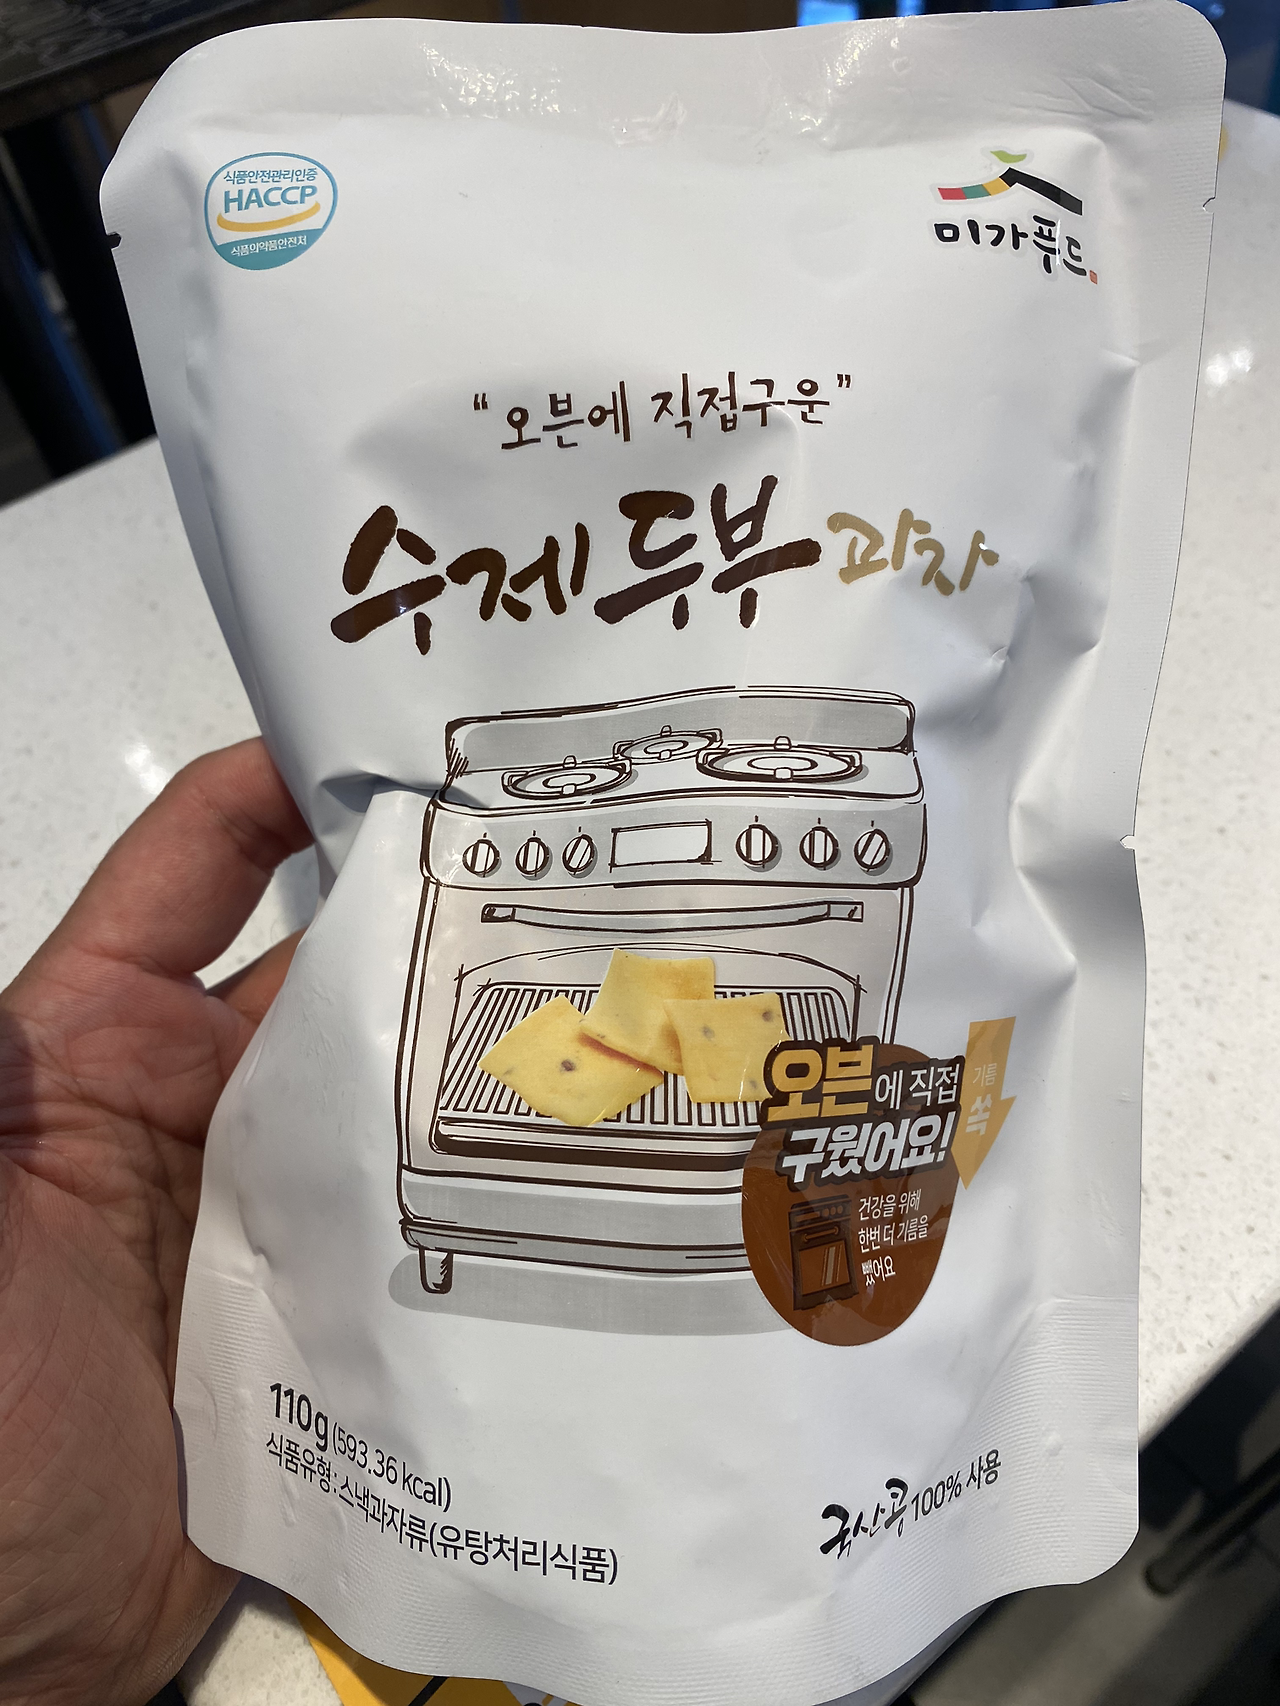 식품안전관리인증
HACCP
식품의약품안전처
미가푸드
“오븐에 직접구운”
수제두부과자
오븐에 직접
구웠어요!
기름
쏙
건강을 위해
한번 더 기름을
뺐어요
110g(593.36 kcal)
식품유형:스낵과자류(유탕처리식품)
국산콩100% 사용